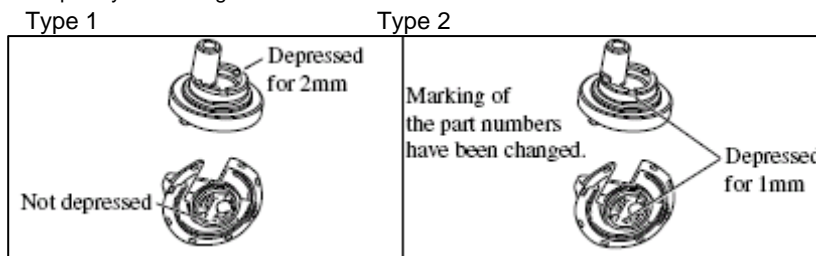 Type 1
Type 2
Depressed
for 2mm
Not depressed
Marking of
the part numbers
have been changed.
Depressed
for 1mm